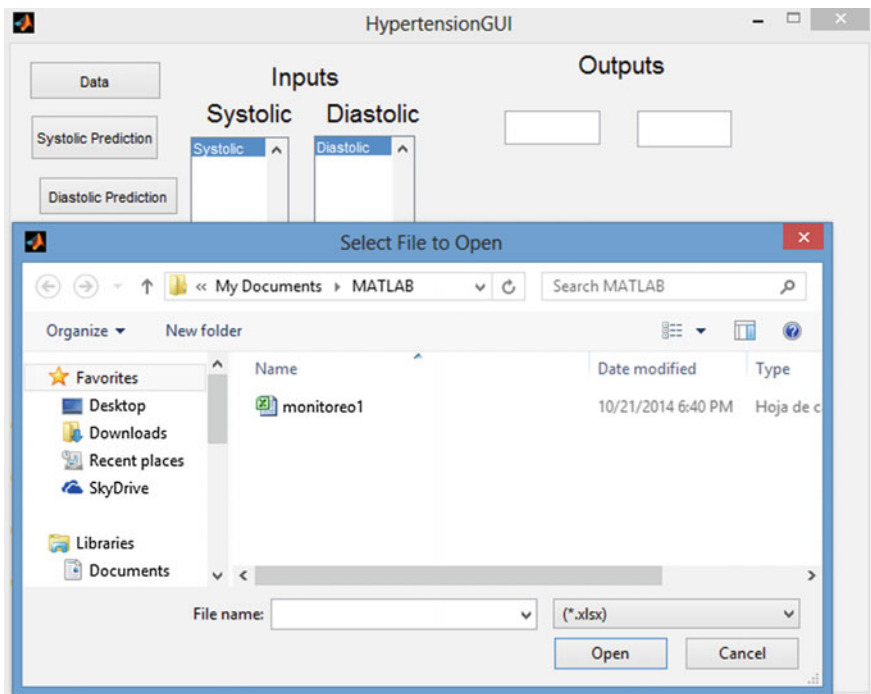 HypertensionGUI
Data
Inputs
Outputs
Systolic Diastolic
Systolic Prediction
Systolic
Diastolic
Diastolic Prediction
Select File to Open
« My Documents MATLAB
Search MATLAB
Organize
New folder
Name
Date modified
Type
Favorites
Desktop
Downloads
Recent places
SkyDrive
Libraries
Documents
monitoreo1
10/21/2014 6:40 PM
Hoja de c
File name:
(*.xlsx)
Open
Cancel